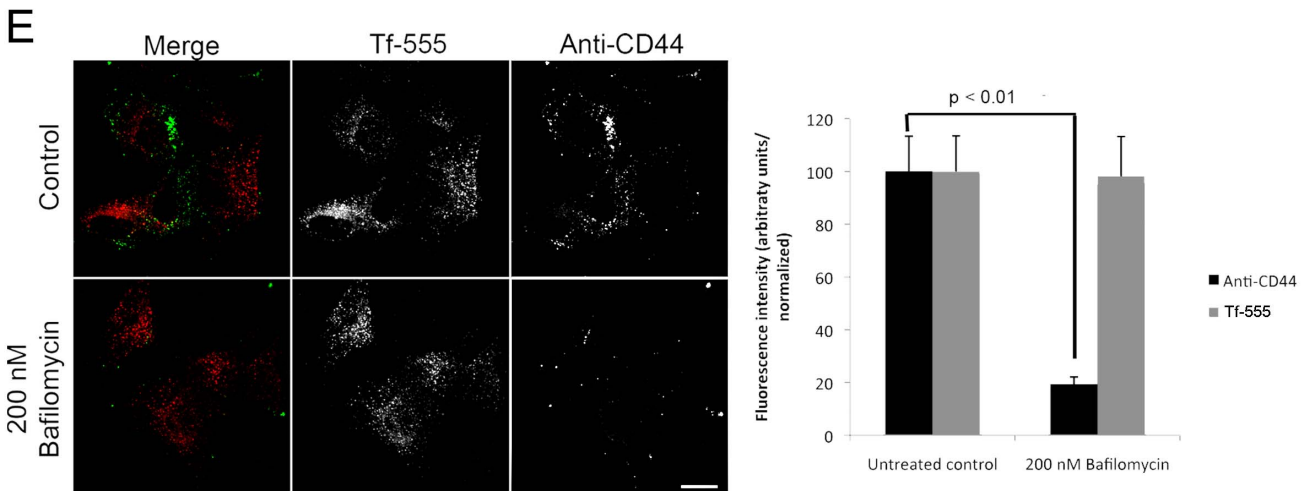 E
Merge
Tf-555
Anti-CD44
Control
200 nM
Bafilomycin
p < 0.01
Fluorescence intensity (arbitraty units/
normalized)
120
100
80
60
40
20
0
Untreated control
200 nM Bafilomycin
Anti-CD44
Tf-555